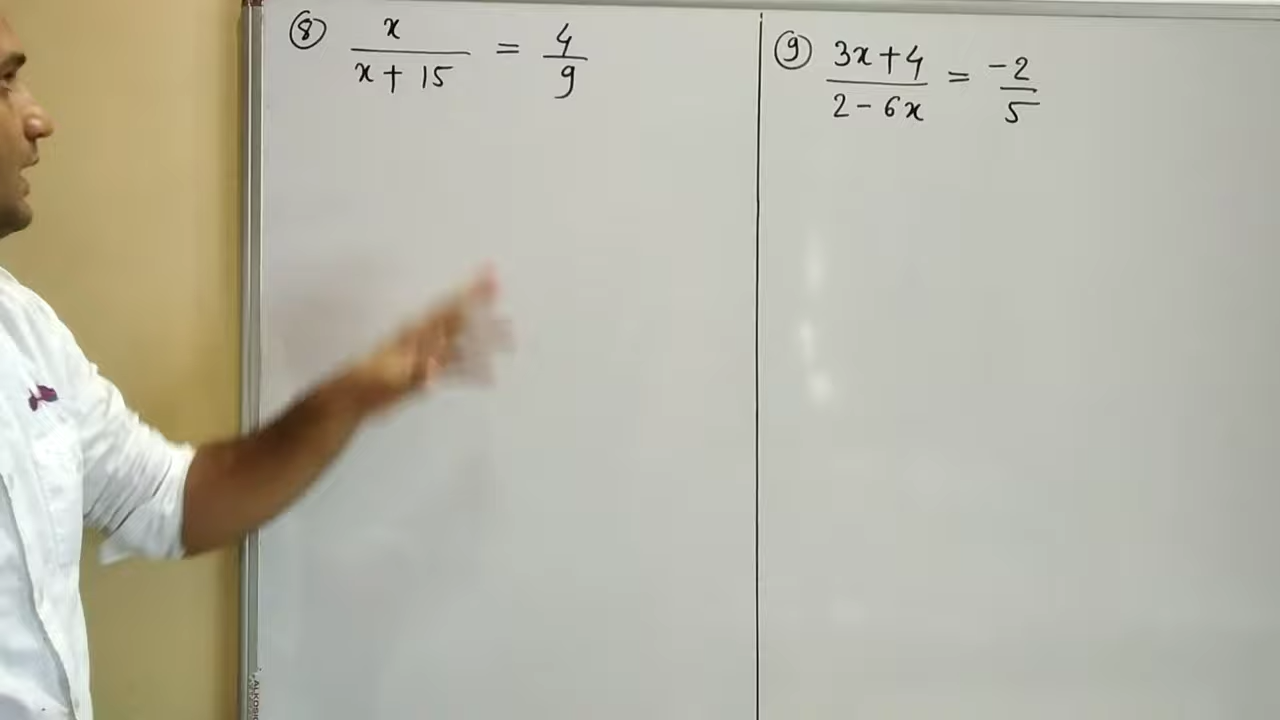 ⑧ x / (x + 15) = 4 / 9
⑨ (3x + 4) / (2 - 6x) = -2 / 5